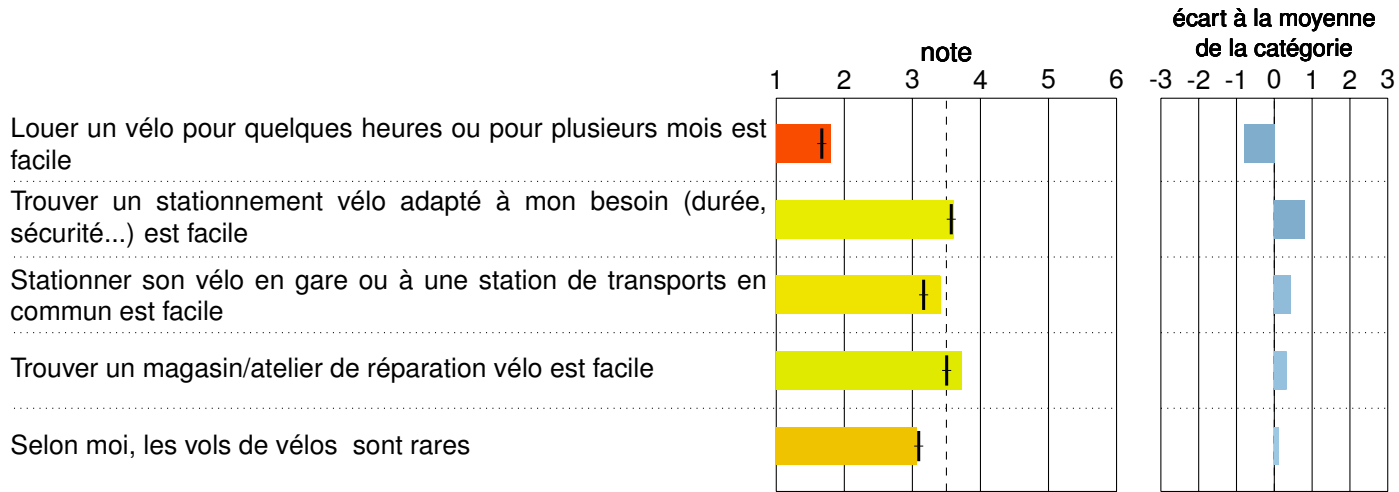 écart à la moyenne
note de la catégorie
1 2 3 4 5 6 -3 -2 -1 0 1 2 3
Louer un vélo pour quelques heures ou pour plusieurs mois est
facile
Trouver un stationnement vélo adapté à mon besoin (durée,
sécurité...) est facile
Stationner son vélo en gare ou à une station de transports en
commun est facile
Trouver un magasin/atelier de réparation vélo est facile
Selon moi, les vols de vélos sont rares